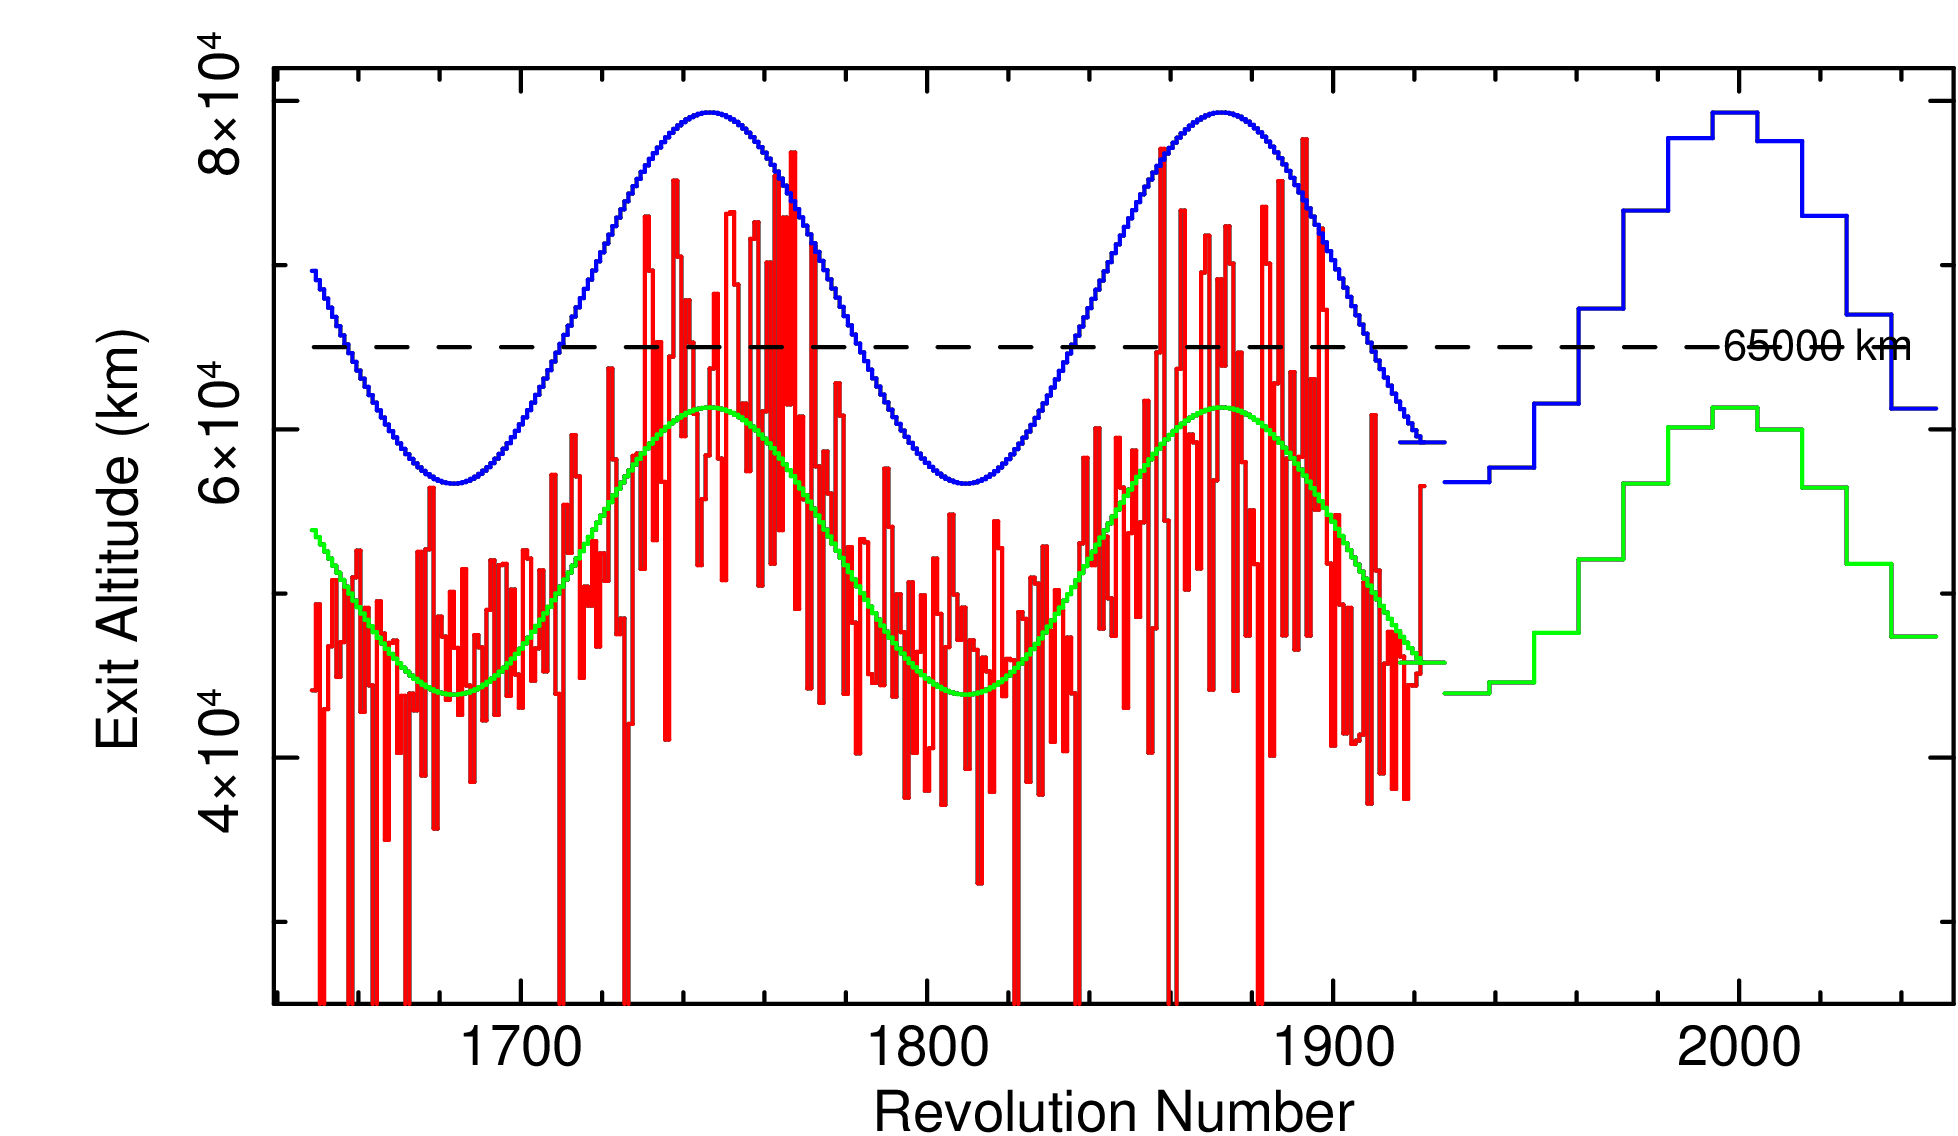 8×10⁴
6×10⁴
4×10⁴
Exit Altitude (km)
65000 km
1700 1800 1900 2000
Revolution Number